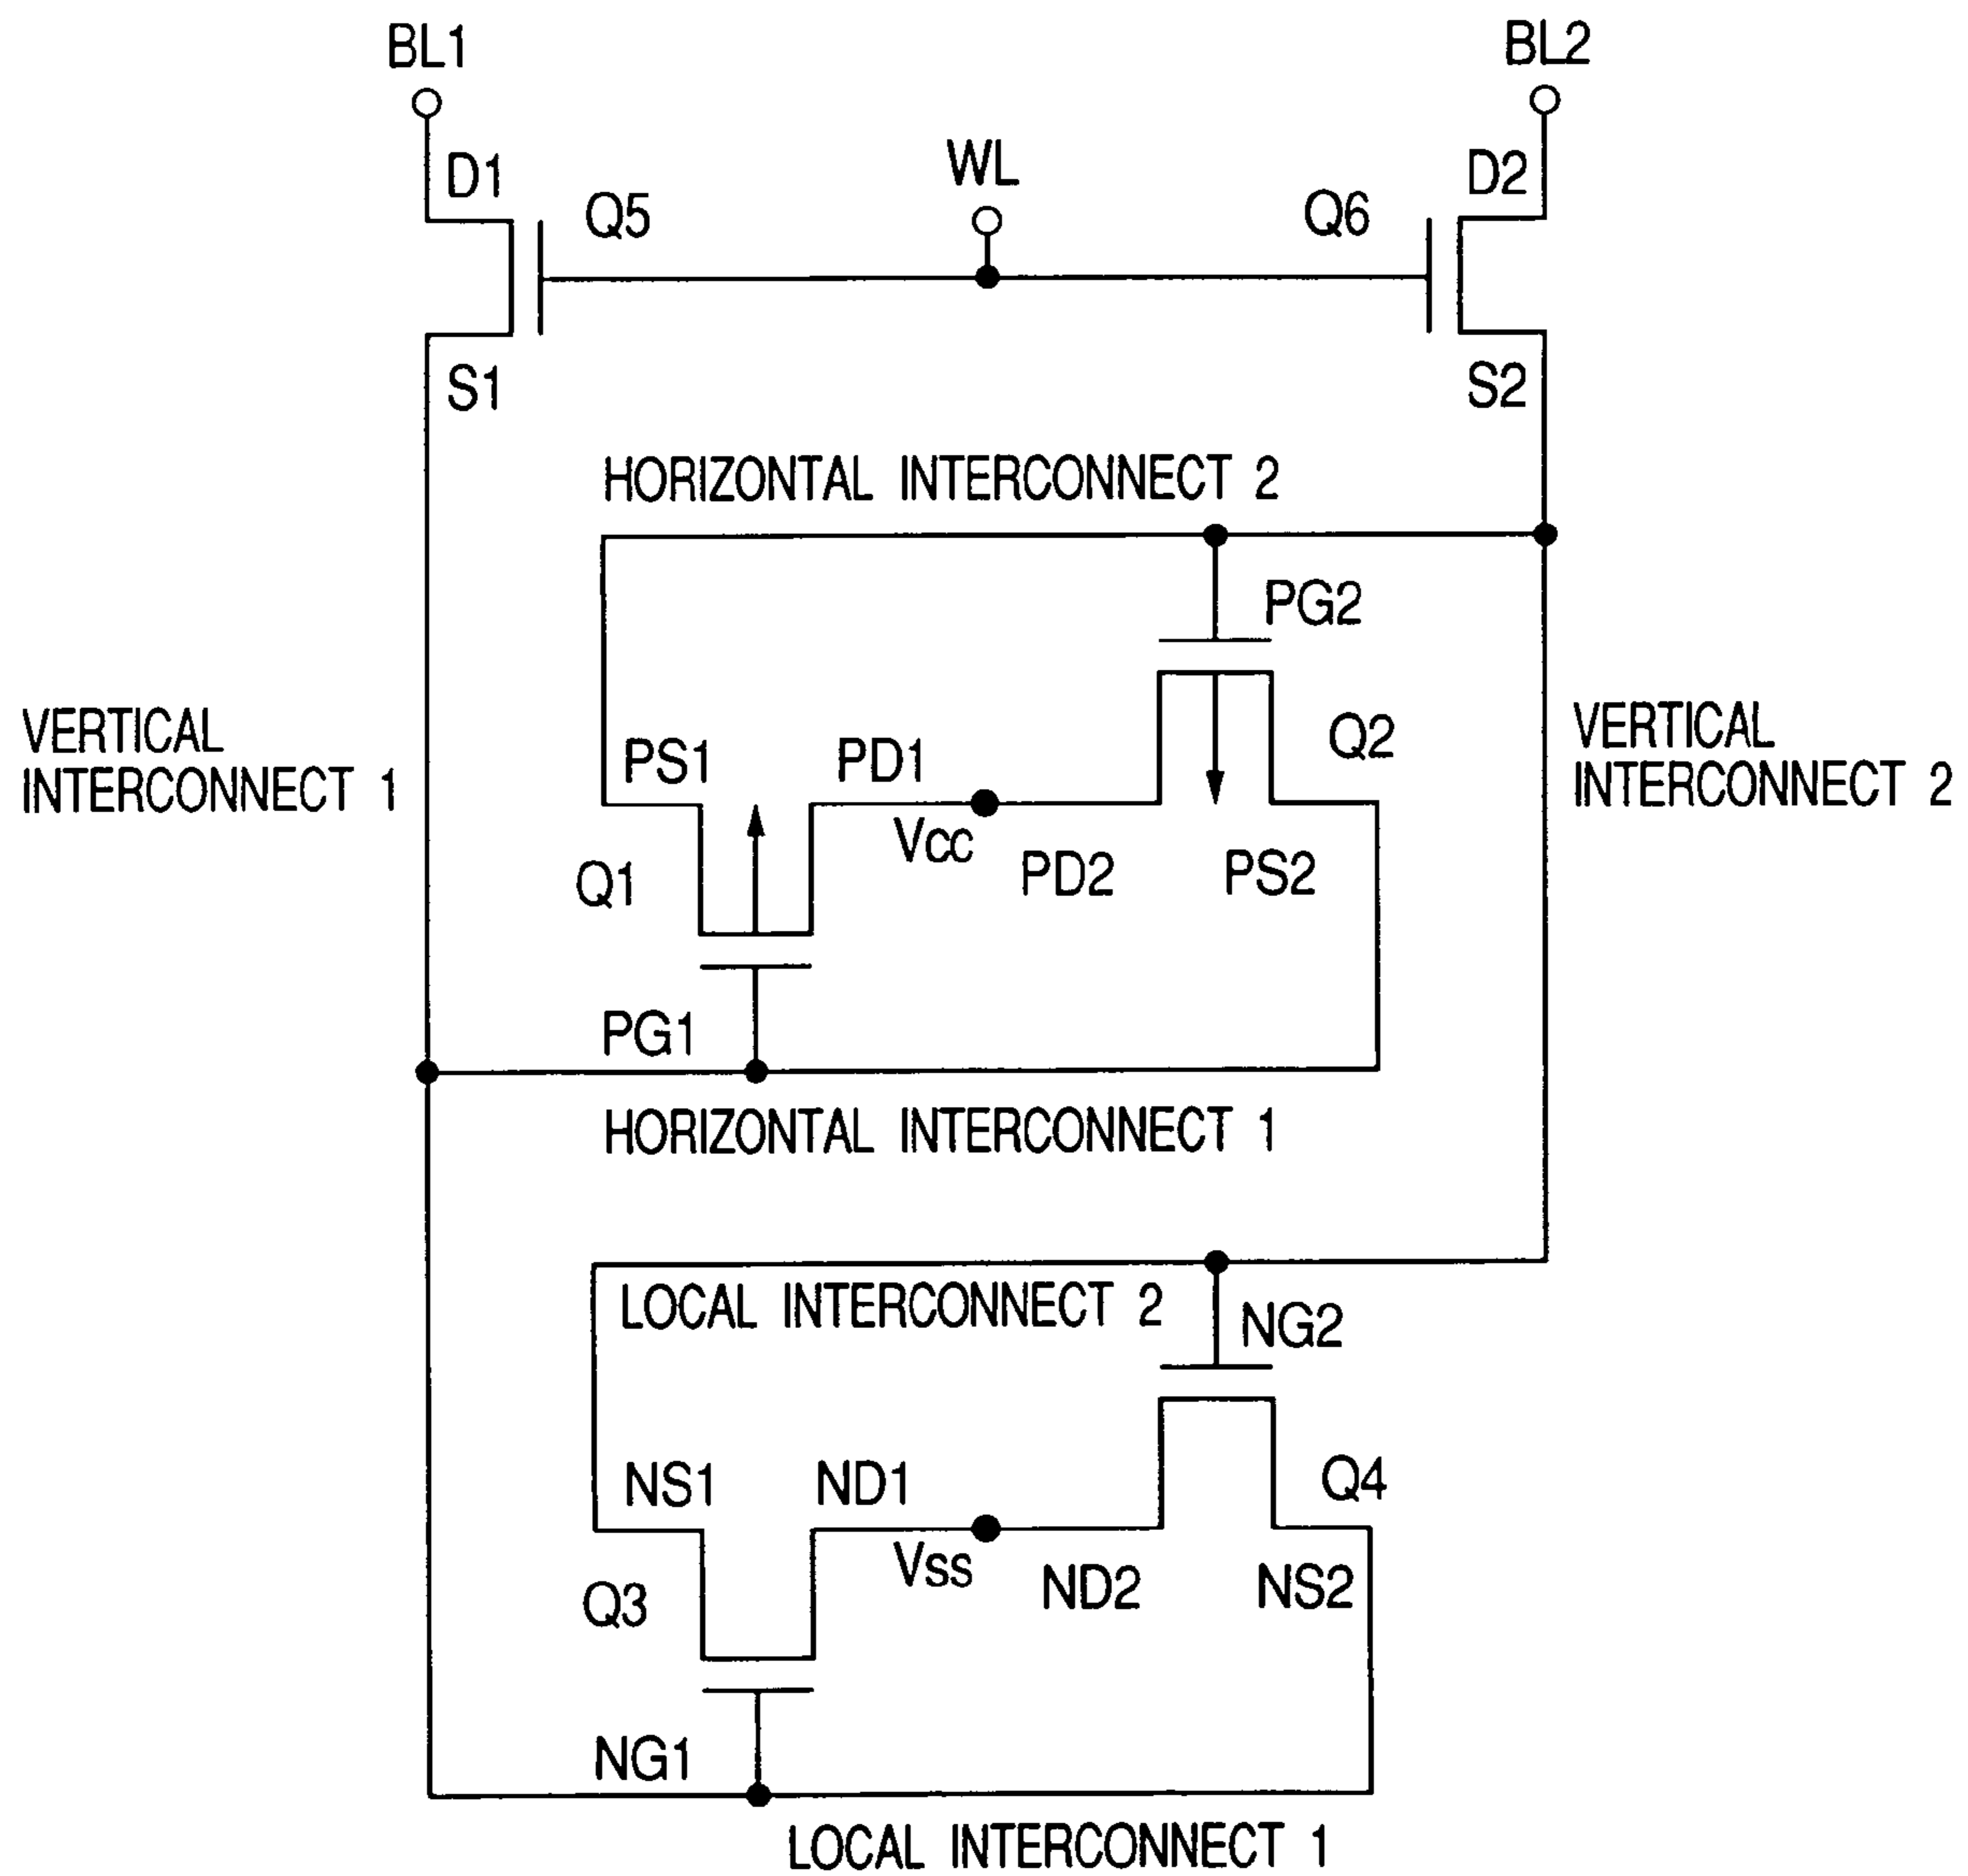 BL1
BL2
D1
WL
D2
Q5
Q6
S1
S2
HORIZONTAL INTERCONNECT 2
PG2
VERTICAL
INTERCONNECT 1
PS1
PD1
Q2
VERTICAL
INTERCONNECT 2
Vcc
Q1
PD2
PS2
PG1
HORIZONTAL INTERCONNECT 1
LOCAL INTERCONNECT 2
NG2
NS1
ND1
Q4
Vss
Q3
ND2
NS2
NG1
LOCAL INTERCONNECT 1